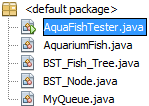 <default package>
AquaFishTester.java
AquariumFish.java
BST_Fish_Tree.java
BST_Node.java
MyQueue.java